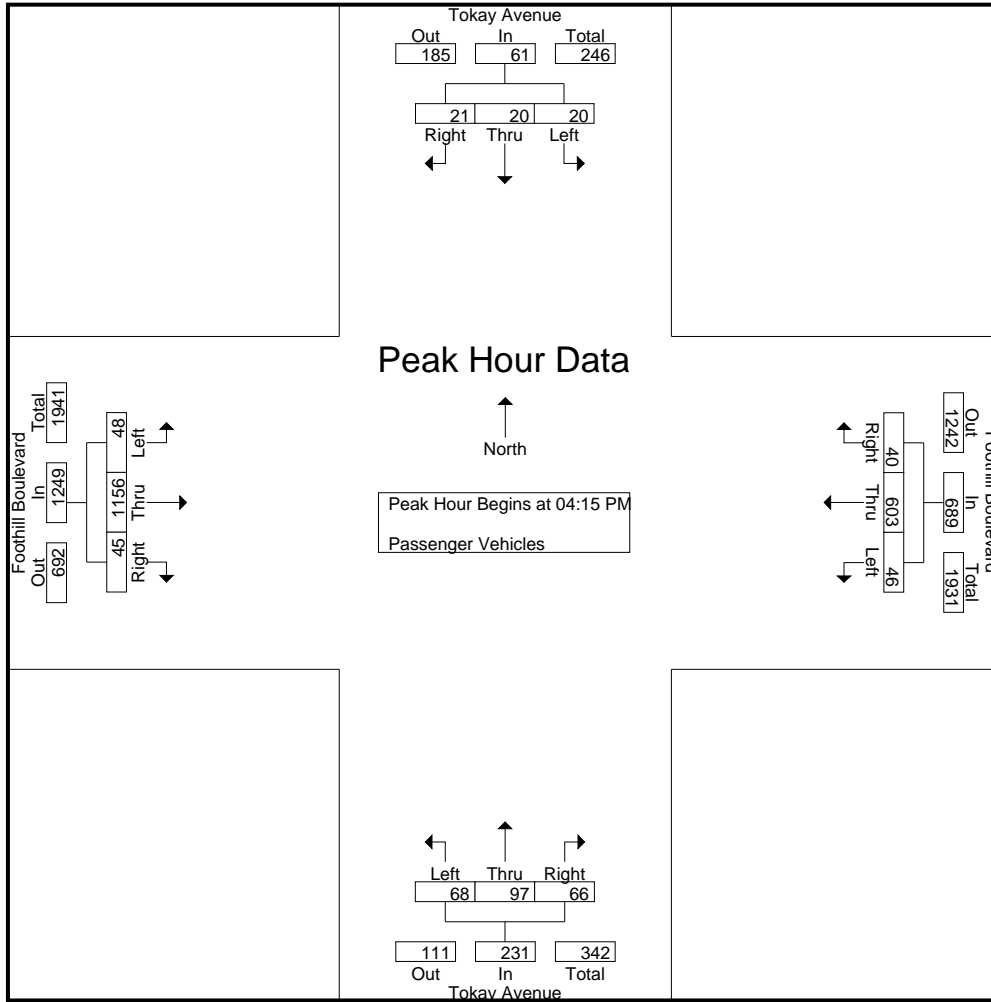 Tokay Avenue
Out In Total
185 61 246
21 20 20
Right Thru Left
Peak Hour Data
North
Peak Hour Begins at 04:15 PM
Passenger Vehicles
Foothill Boulevard
Total In Out
1941 1249 692
48 1156 45
Left Thru Right
Foothill Boulevard
Out In Total
1242 689 1931
40 603 46
Right Thru Left
Left Thru Right
68 97 66
111 231 342
Out In Total
Tokay Avenue